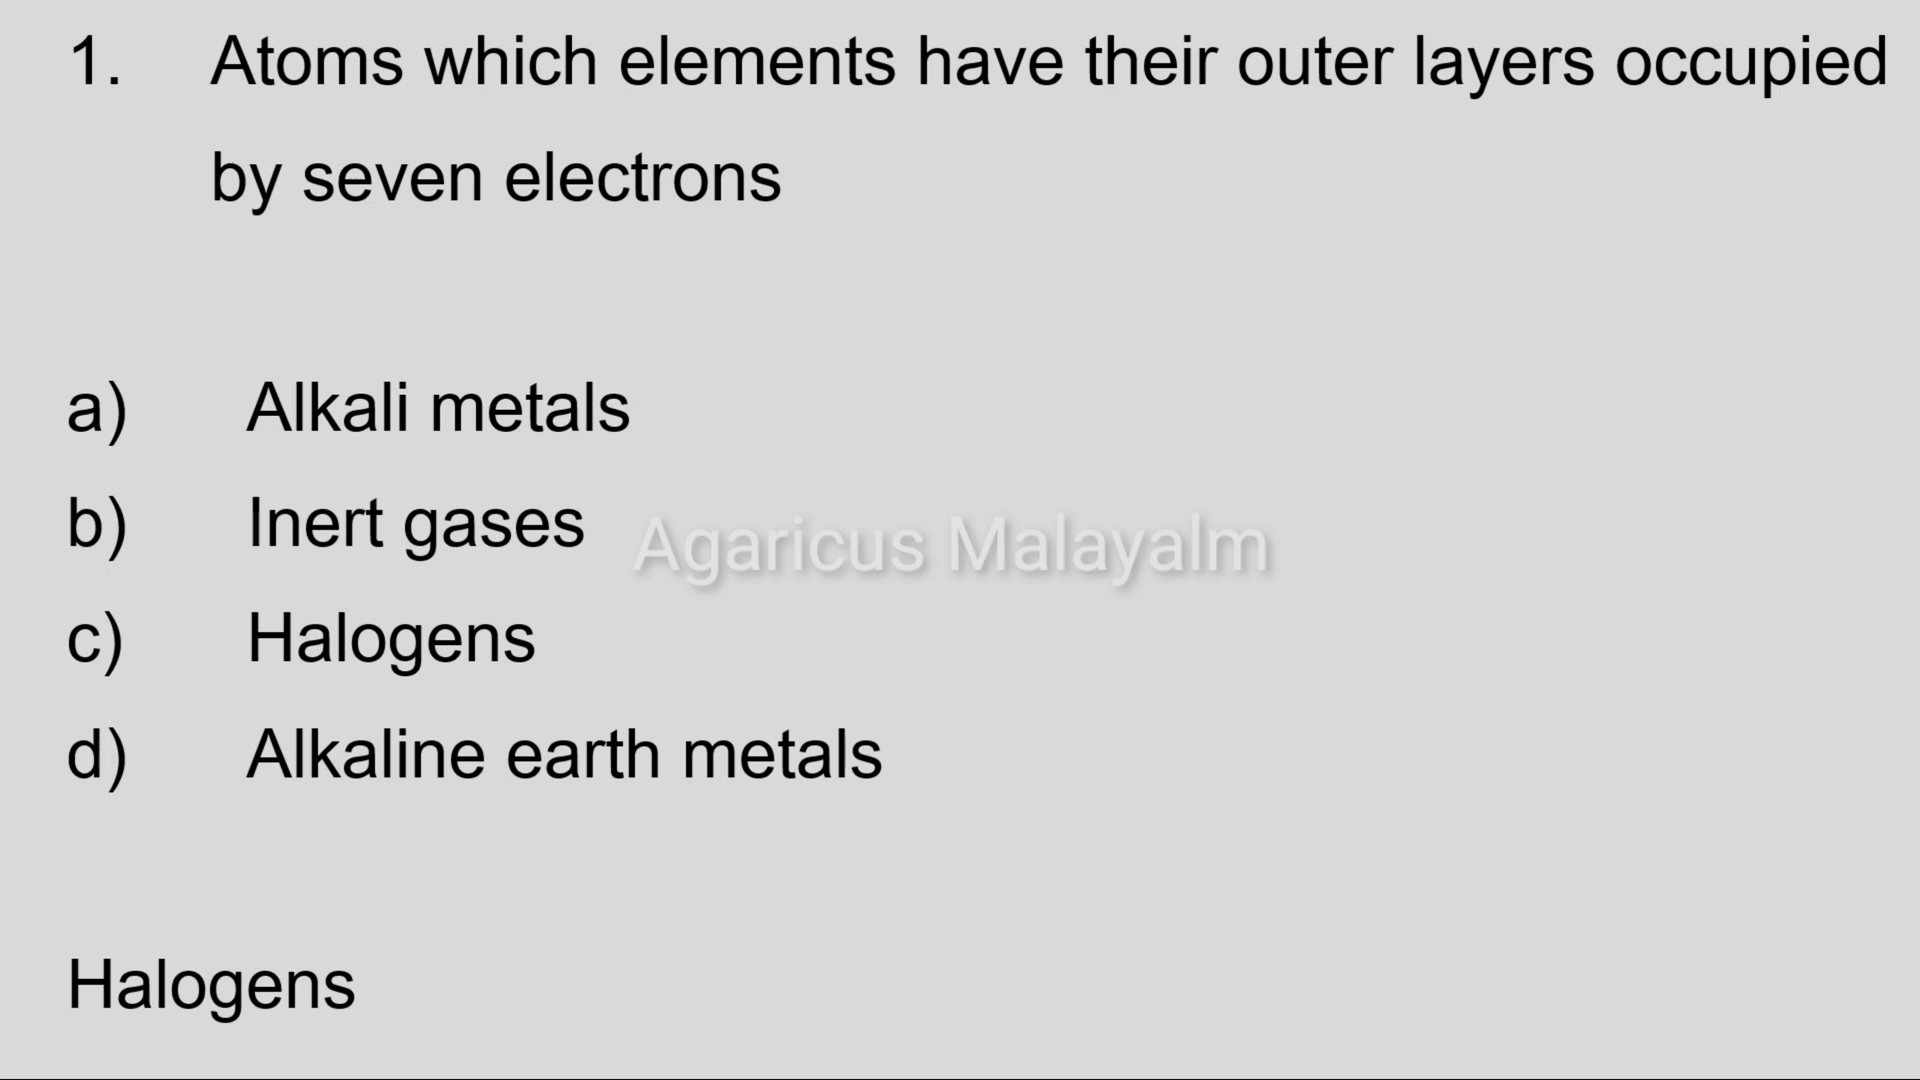 1. Atoms which elements have their outer layers occupied
by seven electrons
a) Alkali metals
b) Inert gases
Agaricus Malayalm
c) Halogens
d) Alkaline earth metals
Halogens